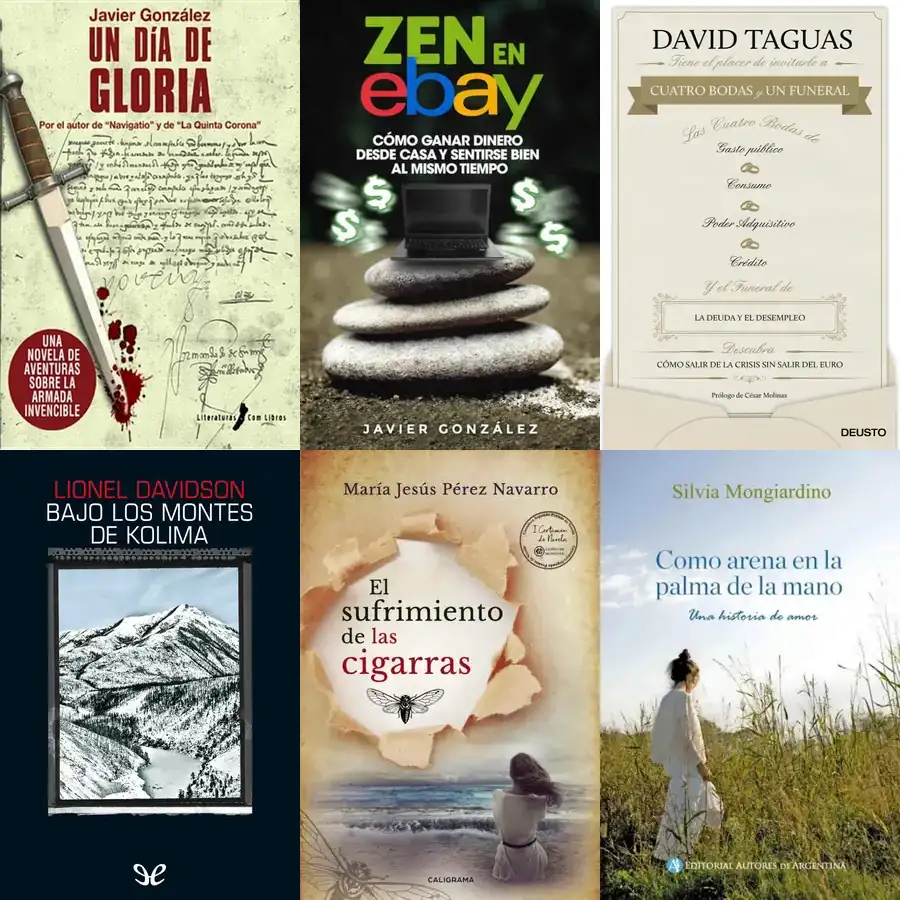 Javier González
UN DÍA DE
GLORIA
Por el autor de "Navigatio" y de "La Quinta Corona"
UNA
NOVELA DE
AVENTURAS
SOBRE LA
ARMADA
INVENCIBLE
Literaturas Com Libros
ZEN EN
ebay
CÓMO GANAR DINERO
DESDE CASA Y SENTIRSE BIEN
AL MISMO TIEMPO
JAVIER GONZÁLEZ
DAVID TAGUAS
Tiene el placer de invitarle a
CUATRO BODAS y UN FUNERAL
Las Cuatro Bodas de
Gasto público
Consumo
Poder Adquisitivo
Crédito
Y el Funeral de
LA DEUDA Y EL DESEMPLEO
Descubra
CÓMO SALIR DE LA CRISIS SIN SALIR DEL EURO
Prólogo de César Molinas
DEUSTO
LIONEL DAVIDSON
BAJO LOS MONTES
DE KOLIMA
María Jesús Pérez Navarro
I Certamen
de Novela
El
sufrimiento
de las
cigarras
CALIGRAMA
Silvia Mongiardino
Como arena en la
palma de la mano
Una historia de amor
EDITORIAL AUTORES DE ARGENTINA